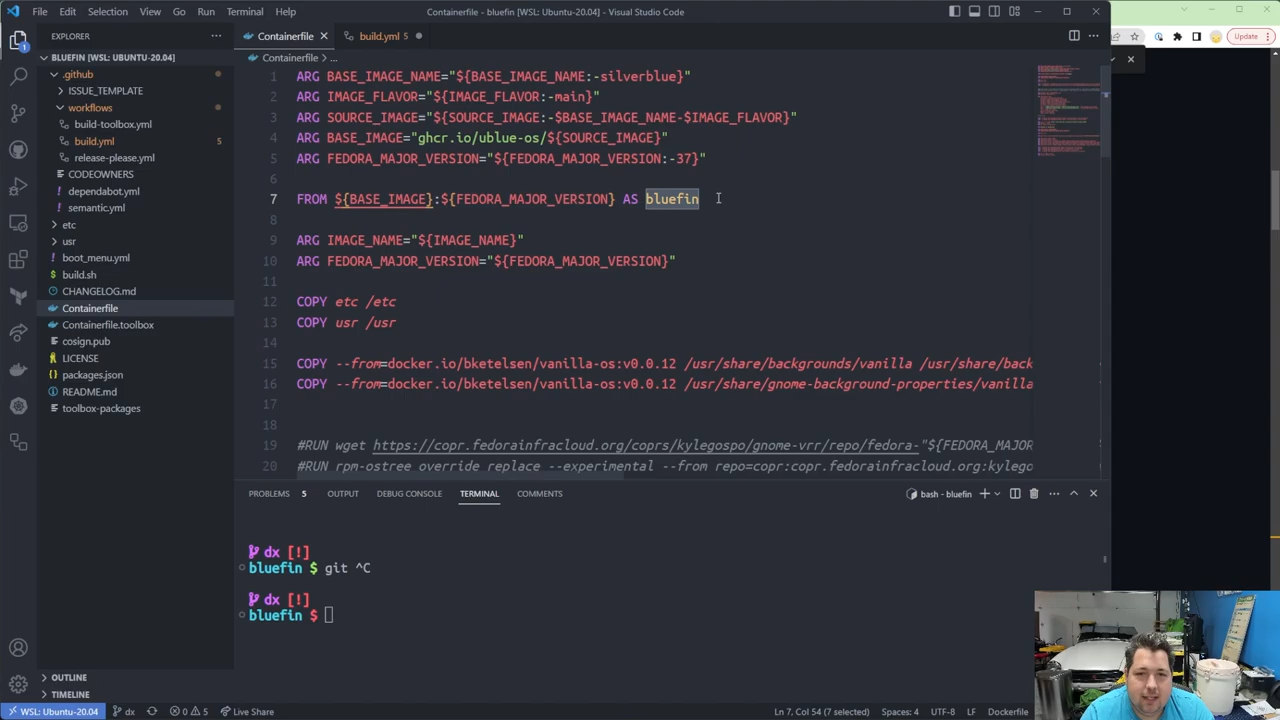 File Edit Selection View Go Run Terminal Help
Containerfile - bluefin [WSL: Ubuntu-20.04] - Visual Studio Code
Update
EXPLORER
Containerfile
build.yml
BLUEFIN [WSL: UBUNTU-20.04]
.github
ISSUE_TEMPLATE
workflows
build-bootbox.yml
build.yml 5
release-please.yml
CODEOWNERS
dependabot.yml
semantic.yml
etc
usr
boot_menu.yml
build.sh
CHANGELOG.md
Containerfile
Containerfile.toolbox
cosign.pub
LICENSE
packages.json
README.md
toolbox-packages
OUTLINE
TIMELINE
Containerfile > ...
1 ARG BASE_IMAGE_NAME="${BASE_IMAGE_NAME:-silverblue}"
2 ARG IMAGE_FLAVOR="${IMAGE_FLAVOR:-main}"
3 ARG SOURCE_IMAGE="${SOURCE_IMAGE:-$BASE_IMAGE_NAME-$IMAGE_FLAVOR}"
4 ARG BASE_IMAGE="ghcr.io/ublue-os/${SOURCE_IMAGE}"
5 ARG FEDORA_MAJOR_VERSION="${FEDORA_MAJOR_VERSION:-37}"
6
7 FROM ${BASE_IMAGE}:${FEDORA_MAJOR_VERSION} AS bluefin
8
9 ARG IMAGE_NAME="${IMAGE_NAME}"
10 ARG FEDORA_MAJOR_VERSION="${FEDORA_MAJOR_VERSION}"
11
12 COPY etc /etc
13 COPY usr /usr
14
15 COPY --from=docker.io/bketelsen/vanilla-os:v0.0.12 /usr/share/backgrounds/vanilla /usr/share/back
16 COPY --from=docker.io/bketelsen/vanilla-os:v0.0.12 /usr/share/gnome-background-properties/vanilla
17
18
19 #RUN wget https://copr.fedorainfracloud.org/coprs/kylegospo/gnome-vrr/repo/fedora-"${FEDORA_MAJOR
20 #RUN rpm-ostree override replace --experimental --from repo=copr:copr.fedorainfracloud.org:kylego
PROBLEMS 5 OUTPUT DEBUG CONSOLE TERMINAL COMMENTS
bash - bluefin
dx [!]
bluefin $ git ^C
dx [!]
bluefin $
WSL: Ubuntu-20.04 dx 0 5 Live Share
Ln 7, Col 54 (7 selected) Spaces: 4 UTF-8 LF Dockerfile